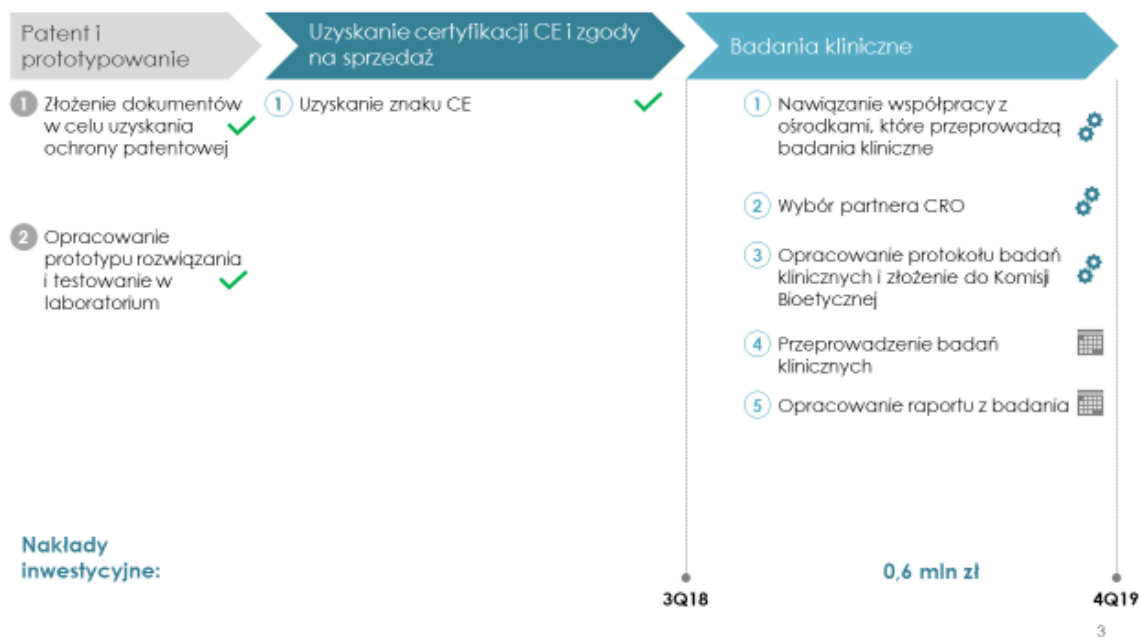 Patent i
prototypowanie
Uzyskanie certyfikacji CE i zgody
na sprzedaż
Badania kliniczne
1 Złożenie dokumentów
w celu uzyskania
ochrony patentowej
2 Opracowanie
prototypu rozwiązania
i testowanie w
laboratorium
1 Uzyskanie znaku CE
1 Nawiązanie współpracy z
ośrodkami, które przeprowadzą
badania kliniczne
2 Wybór partnera CRO
3 Opracowanie protokołu badań
klinicznych i złożenie do Komisji
Bioetycznej
4 Przeprowadzenie badań
klinicznych
5 Opracowanie raportu z badania
Nakłady
inwestycyjne:
0,6 mln zł
3Q18
4Q19
3